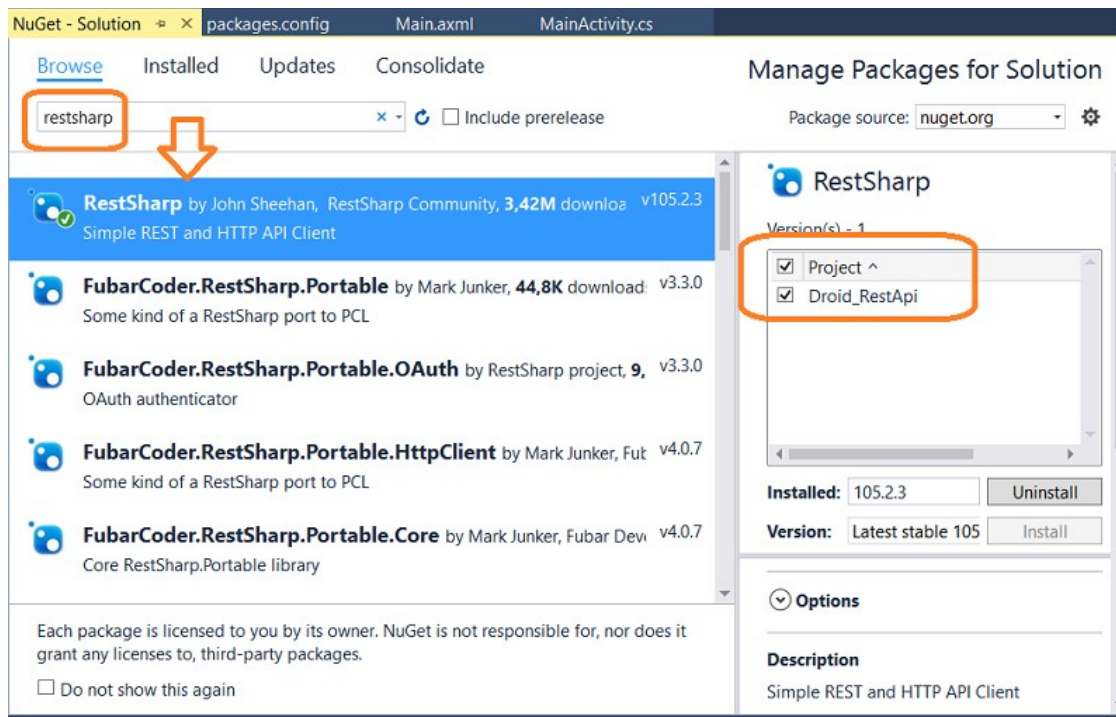 NuGet - Solution packages.config Main.axml MainActivity.cs
Browse Installed Updates Consolidate
Manage Packages for Solution
restsharp
Include prerelease
Package source: nuget.org
RestSharp by John Sheehan, RestSharp Community, 3,42M downloa v105.2.3
Simple REST and HTTP API Client
FubarCoder.RestSharp.Portable by Mark Junker, 44,8K download v3.3.0
Some kind of a RestSharp port to PCL
FubarCoder.RestSharp.Portable.OAuth by RestSharp project, 9, v3.3.0
OAuth authenticator
FubarCoder.RestSharp.Portable.HttpClient by Mark Junker, Fut v4.0.7
Some kind of a RestSharp port to PCL
FubarCoder.RestSharp.Portable.Core by Mark Junker, Fubar Dev v4.0.7
Core RestSharp.Portable library
Each package is licensed to you by its owner. NuGet is not responsible for, nor does it
grant any licenses to, third-party packages.
Do not show this again
RestSharp
Version(s) - 1
Project
Droid_RestApi
Installed: 105.2.3 Uninstall
Version: Latest stable 105 Install
Options
Description
Simple REST and HTTP API Client